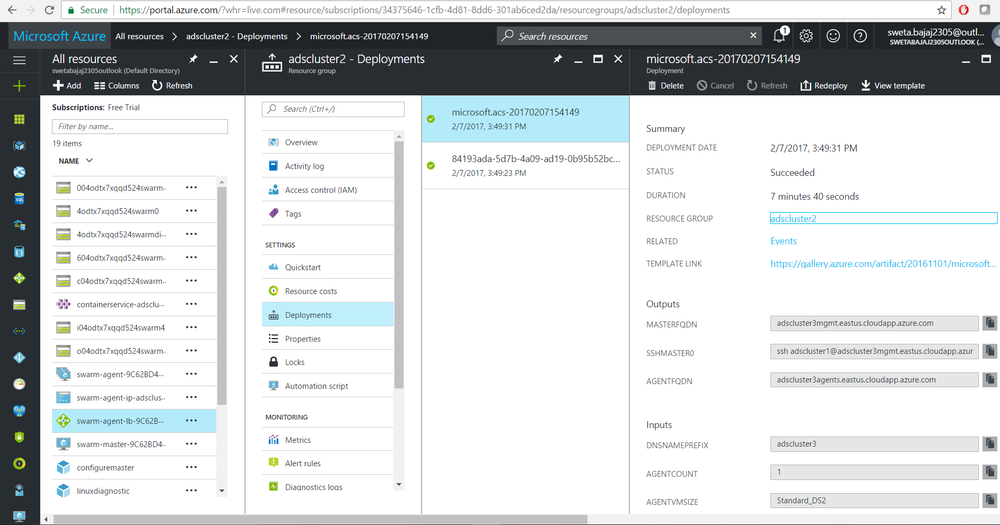 Secure https://portal.azure.com/?whr=live.com#resource/subscriptions/34375646-1cfb-4d81-8dd6-301ab6ced2da/resourcegroups/adscluster2/deployments
Microsoft Azure All resources adscluster2 - Deployments microsoft.acs-20170207154149 Search resources 1 sweta.bajaj2305@outl...
SWETABAJAJ2305OUTLOOK (...
All resources
swetabajaj2305outlook (Default Directory)
Add Columns Refresh
Subscriptions: Free Trial
Filter by name...
19 items
NAME
004odtx7xqqd524swarm··
4odtx7xqqd524swarm0
4odtx7xqqd524swarmdi··
604odtx7xqqd524swarm··
c04odtx7xqqd524swarm··
containerservice-adsclu...
i04odtx7xqqd524swarm4
o04odtx7xqqd524swarm··
swarm-agent-9C62BD4...
swarm-agent-ip-adsclus··
swarm-agent-lb-9C62B...
swarm-master-9C62BD4··
configuremaster
linuxdiagnostic
adscluster2 - Deployments
Resource group
Search (Ctrl+/)
Overview
Activity log
Access control (IAM)
Tags
SETTINGS
Quickstart
Resource costs
Deployments
Properties
Locks
Automation script
MONITORING
Metrics
Alert rules
Diagnostics logs
microsoft.acs-20170207154149
2/7/2017, 3:49:31 PM
84193ada-5d7b-4a09-ad19-0b95b52bc...
2/7/2017, 3:49:23 PM
microsoft.acs-20170207154149
Deployment
Delete Cancel Refresh Redeploy View template
Summary
DEPLOYMENT DATE 2/7/2017, 3:49:31 PM
STATUS Succeeded
DURATION 7 minutes 40 seconds
RESOURCE GROUP adscluster2
RELATED Events
TEMPLATE LINK https://gallery.azure.com/artifact/20161101/microsoft...
Outputs
MASTERFQDN adscluster3mgmt.eastus.cloudapp.azure.com
SSHMASTER0 ssh adscluster1@adscluster3mgmt.eastus.cloudapp.azur
AGENTFQDN adscluster3agents.eastus.cloudapp.azure.com
Inputs
DNSNAMEPREFIX adscluster3
AGENTCOUNT 1
AGENTVMSIZE Standard_DS2